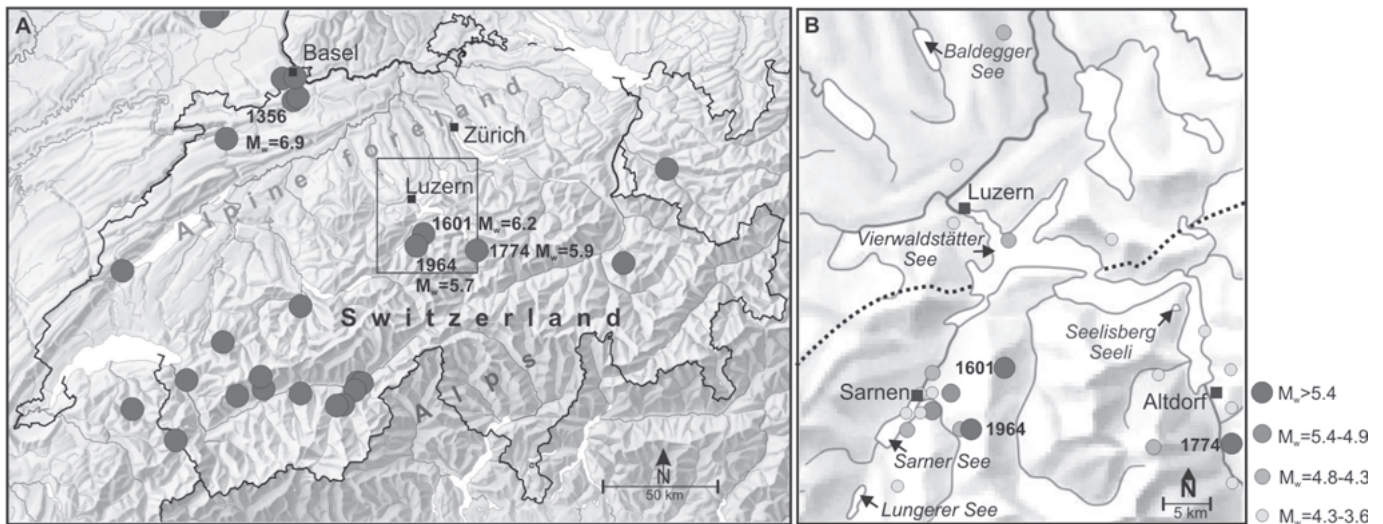 A
Basel
1356
Mw=6.9
Zürich
Alpine foreland
Luzern
1601 Mw=6.2
1774 Mw=5.9
1964
Mw=5.7
Switzerland
Alps
N
50 km
B
Baldegger
See
Luzern
Vierwaldstätter
See
Seelisberg
Seeli
1601
Sarnen
Altdorf
1964
1774
Sarner See
Lungerer See
N
5 km
Mw>5.4
Mw=5.4-4.9
Mw=4.8-4.3
Mw=4.3-3.6